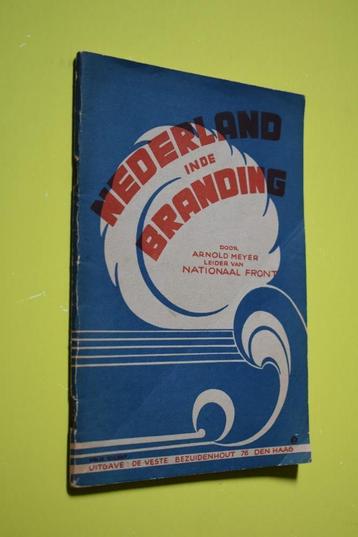 NEDERLAND
IN DE
BRANDING
DOOR
ARNOLD MEYER
LEIDER VAN
NATIONAAL FRONT
UITGAVE: DE VESTE BEZUIDENHOUT 76 DEN HAAG